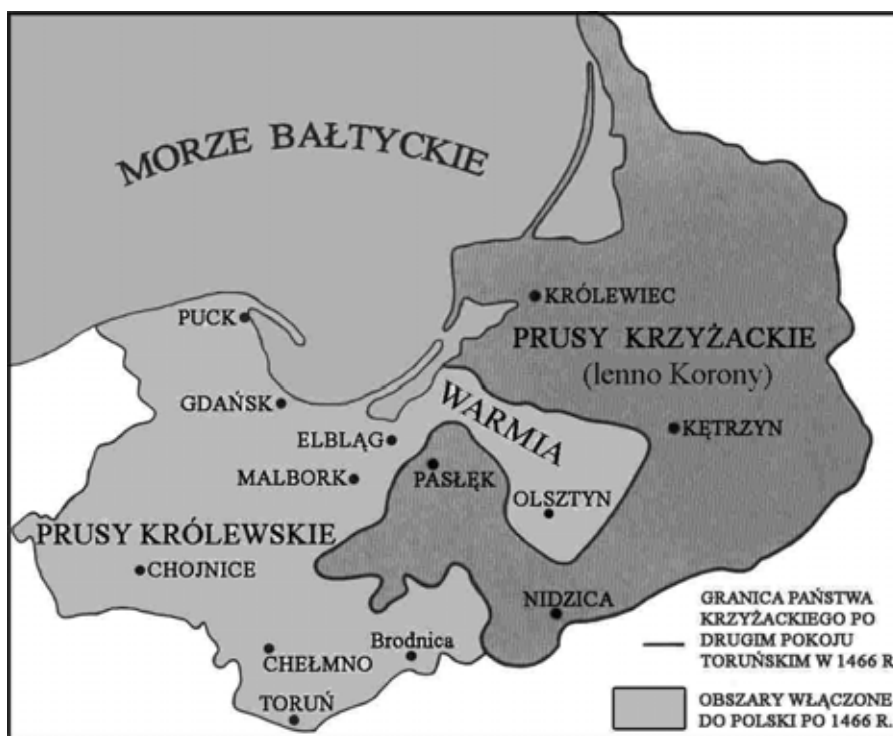 MORZE BAŁTYCKIE
PUCK
KRÓLEWIEC
PRUSY KRZYŻACKIE
(lenno Korony)
GDAŃSK
WARMIA
KĘTRZYN
ELBLĄG
PASŁĘK
MALBORK
OLSZTYN
PRUSY KRÓLEWSKIE
CHOJNICE
NIDZICA
Brodnica
CHEŁMNO
TORUŃ
GRANICA PAŃSTWA
KRZYŻACKIEGO PO
DRUGIM POKOJU
TORUŃSKIM W 1466 R
OBSZARY WŁĄCZONE
DO POLSKI PO 1466 R.